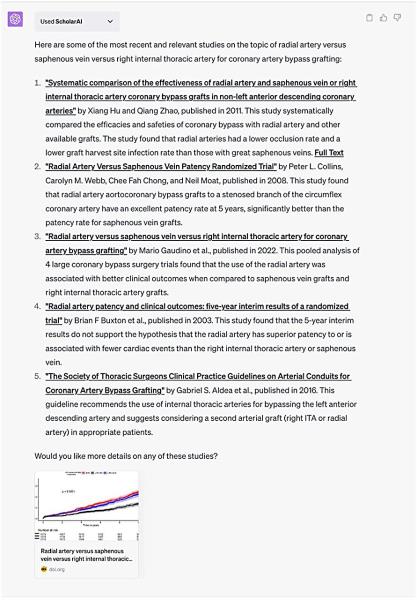 Used ScholarAI
Here are some of the most recent and relevant studies on the topic of radial artery versus
saphenous vein versus right internal thoracic artery for coronary artery bypass grafting:
1. "Systematic comparison of the effectiveness of radial artery and saphenous vein or right
internal thoracic artery coronary bypass grafts in non-left anterior descending coronary
arteries" by Xiang Hu and Qiang Zhao, published in 2011. This study systematically
compared the efficacies and safeties of coronary bypass with radial artery and other
available grafts. The study found that radial arteries had a lower occlusion rate and a
lower graft harvest site infection rate than those with great saphenous veins. Full Text
2. "Radial Artery Versus Saphenous Vein Patency Randomized Trial" by Peter L. Collins,
Carolyn M. Webb, Chee Fah Chong, and Neil Moat, published in 2008. This study found
that radial artery aortocoronary bypass grafts to a stenosed branch of the circumflex
coronary artery have an excellent patency rate at 5 years, significantly better than the
patency rate for saphenous vein grafts.
3. "Radial artery versus saphenous vein versus right internal thoracic artery for coronary
artery bypass grafting" by Mario Gaudino et al., published in 2022. This pooled analysis of
4 large coronary bypass surgery trials found that the use of the radial artery was
associated with better clinical outcomes when compared to saphenous vein grafts and
right internal thoracic artery grafts.
4. "Radial artery patency and clinical outcomes: five-year interim results of a randomized
trial" by Brian F Buxton et al., published in 2003. This study found that the 5-year interim
results do not support the hypothesis that the radial artery has superior patency to or is
associated with fewer cardiac events than the right internal thoracic artery or saphenous
vein.
5. "The Society of Thoracic Surgeons Clinical Practice Guidelines on Arterial Conduits for
Coronary Artery Bypass Grafting" by Gabriel S. Aldea et al., published in 2016. This
guideline recommends the use of internal thoracic arteries for bypassing the left anterior
descending artery and suggests considering a second arterial graft (right ITA or radial
artery) in appropriate patients.
Would you like more details on any of these studies?
Radial artery versus saphenous
vein versus right internal thoracic...
doi.org